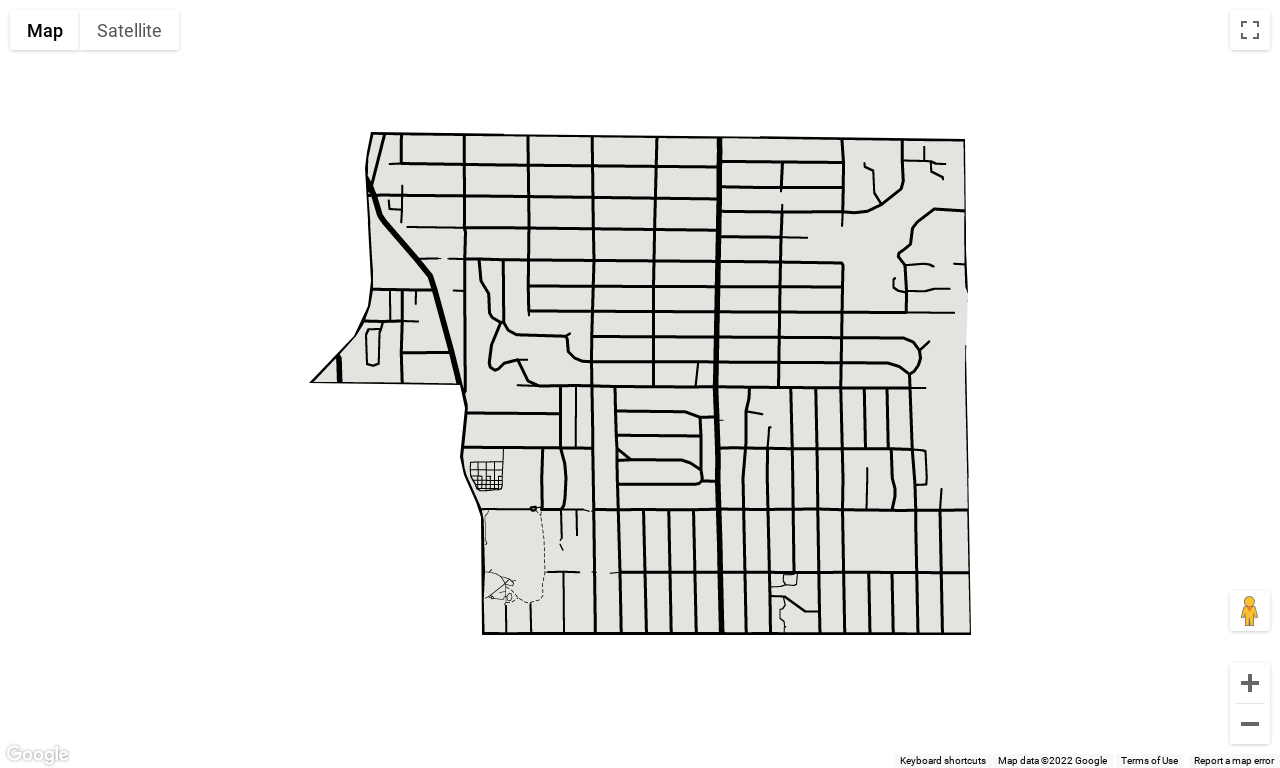 Map
Satellite
Google
Keyboard shortcuts
Map data ©2022 Google
Terms of Use
Report a map error